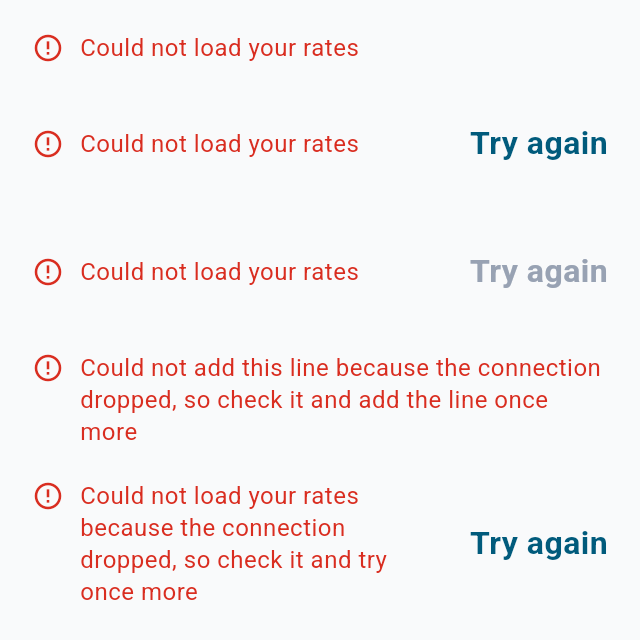 Could not load your rates
Could not load your rates Try again
Could not load your rates Try again
Could not add this line because the connection
dropped, so check it and add the line once
more
Could not load your rates
because the connection
dropped, so check it and try
once more
Try again